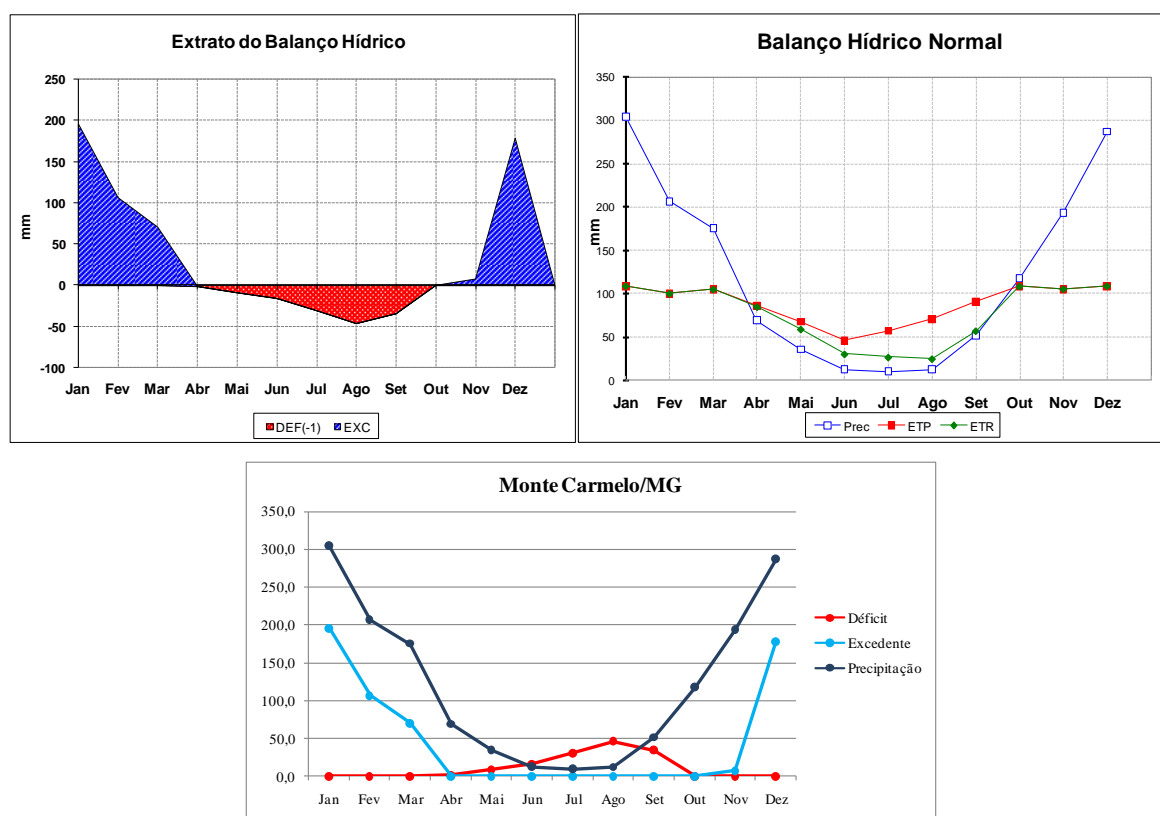 Extrato do Balanço Hídrico
250
200
150
100
50
0
-50
-100
mm
Jan Fev Mar Abr Mai Jun Jul Ago Set Out Nov Dez
DEF(-1) EXC
Balanço Hídrico Normal
350
300
250
200
150
100
50
0
mm
Jan Fev Mar Abr Mai Jun Jul Ago Set Out Nov Dez
Prec ETP ETR
Monte Carmelo/MG
350,0
300,0
250,0
200,0
150,0
100,0
50,0
0,0
Jan Fev Mar Abr Mai Jun Jul Ago Set Out Nov Dez
Déficit
Excedente
Precipitação